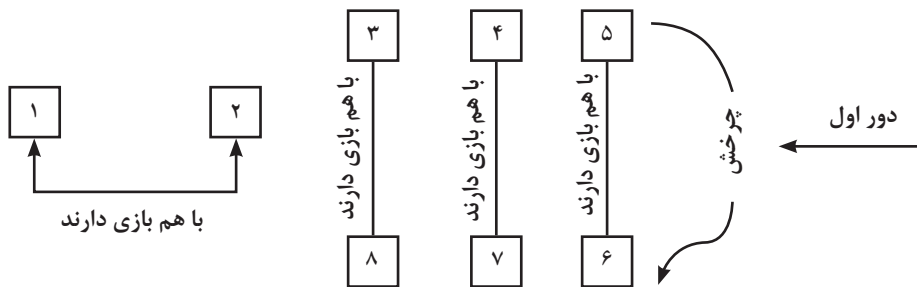 ۳ ۴ ۵
۱ ۲
با هم بازی دارند
با هم بازی دارند
با هم بازی دارند
چرخش
دور اول
با هم بازی دارند
۸ ۷ ۶